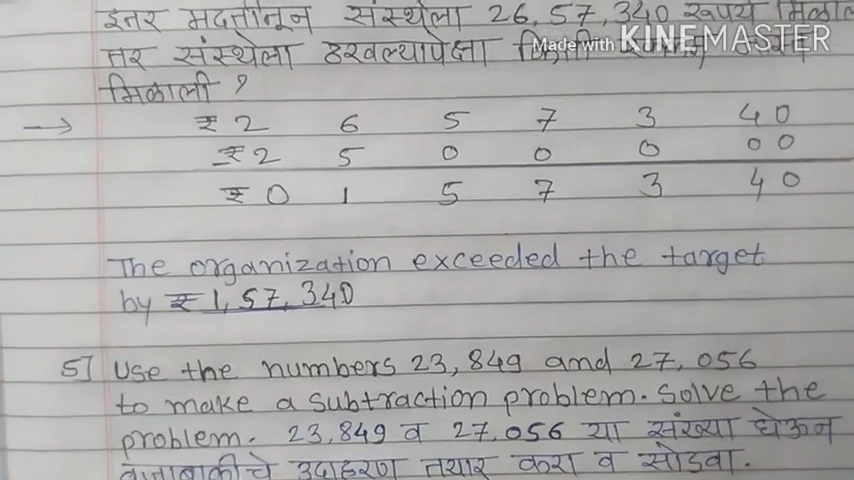 इतर मदतीतून संस्थेला 26,57,340 रुपये मिळाले
तर संस्थेला ठरवल्यापेक्षा किती
Made with KINEMASTER
मिळाली ?
→ ₹ 2 6 5 7 3 4 0
₹ 2 5 0 0 0 0 0
₹ 0 1 5 7 3 4 0
The organization exceeded the target
by ₹ 1,57,340
5] Use the numbers 23,849 and 27,056
to make a subtraction problem. Solve the
problem. 23,849 व 27,056 या संख्या घेऊन
वजाबाकीचे उदाहरण तयार करा व सोडवा.